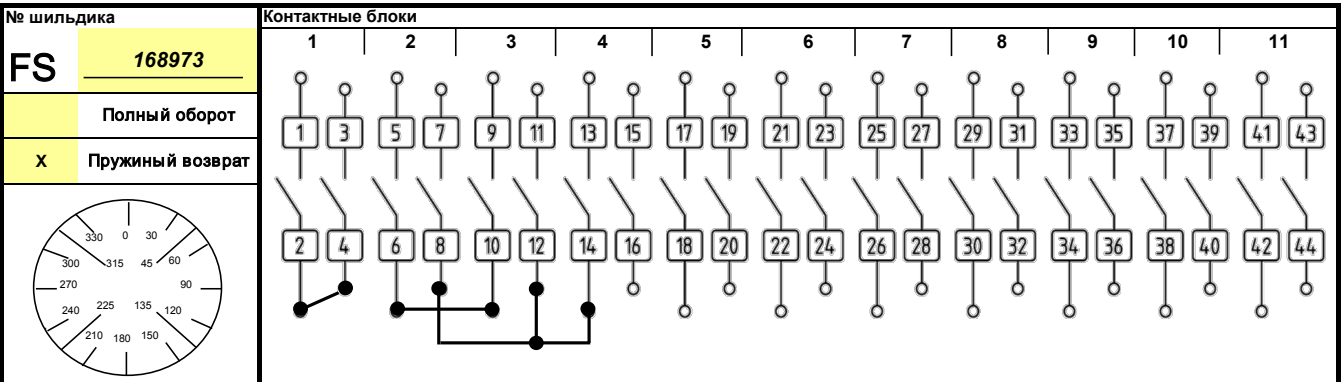 № шильдика
Контактные блоки
1 2 3 4 5 6 7 8 9 10 11
FS 168973
Полный оборот
X Пружиный возврат
1 3 5 7 9 11 13 15 17 19 21 23 25 27 29 31 33 35 37 39 41 43
2 4 6 8 10 12 14 16 18 20 22 24 26 28 30 32 34 36 38 40 42 44
330 0 30
300 315 45 60
270 90
240 225 135 120
210 180 150